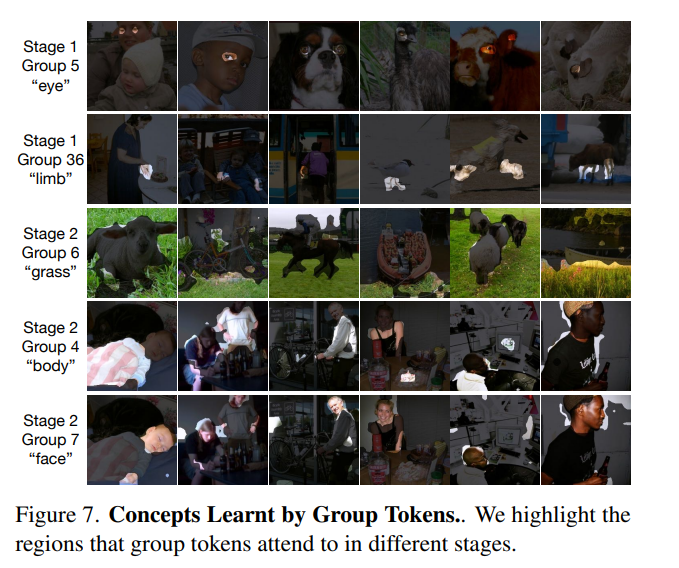 Stage 1
Group 5
“eye”
Stage 1
Group 36
“limb”
Stage 2
Group 6
“grass”
Stage 2
Group 4
“body”
Stage 2
Group 7
“face”
Figure 7. Concepts Learnt by Group Tokens.. We highlight the
regions that group tokens attend to in different stages.